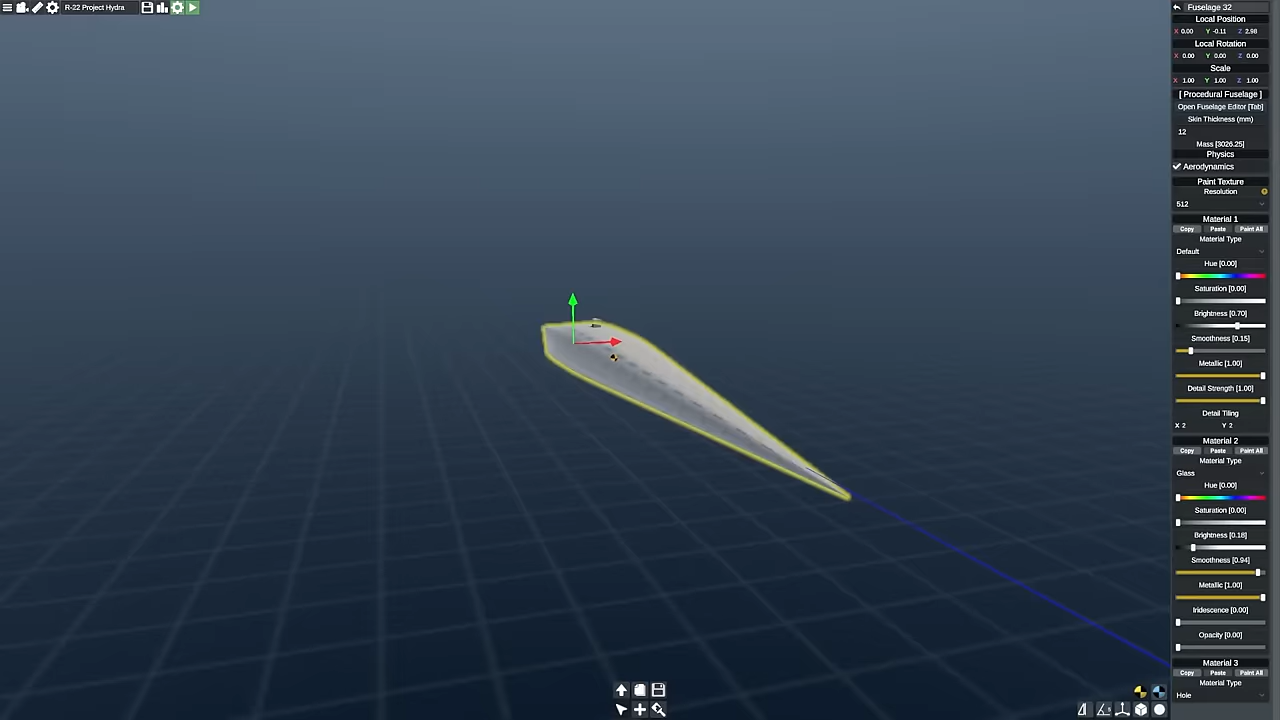 R-22 Project Hydra
Fuselage 32
Local Position
X 0.00 Y -0.11 Z 2.98
Local Rotation
X 0.00 Y 0.00 Z 0.00
Scale
X 1.00 Y 1.00 Z 1.00
[ Procedural Fuselage ]
Open Fuselage Editor [Tab]
Skin Thickness (mm)
12
Mass [3026.25]
Physics
Aerodynamics
Paint Texture
Resolution
512
Material 1
Copy Paste Paint All
Material Type
Default
Hue [0.00]
Saturation [0.00]
Brightness [0.70]
Smoothness [0.15]
Metallic [1.00]
Detail Strength [1.00]
Detail Tiling
X 2 Y 2
Material 2
Copy Paste Paint All
Material Type
Glass
Hue [0.00]
Saturation [0.00]
Brightness [0.18]
Smoothness [0.94]
Metallic [1.00]
Iridescence [0.00]
Opacity [0.00]
Material 3
Copy Paste Paint All
Material Type
Hole